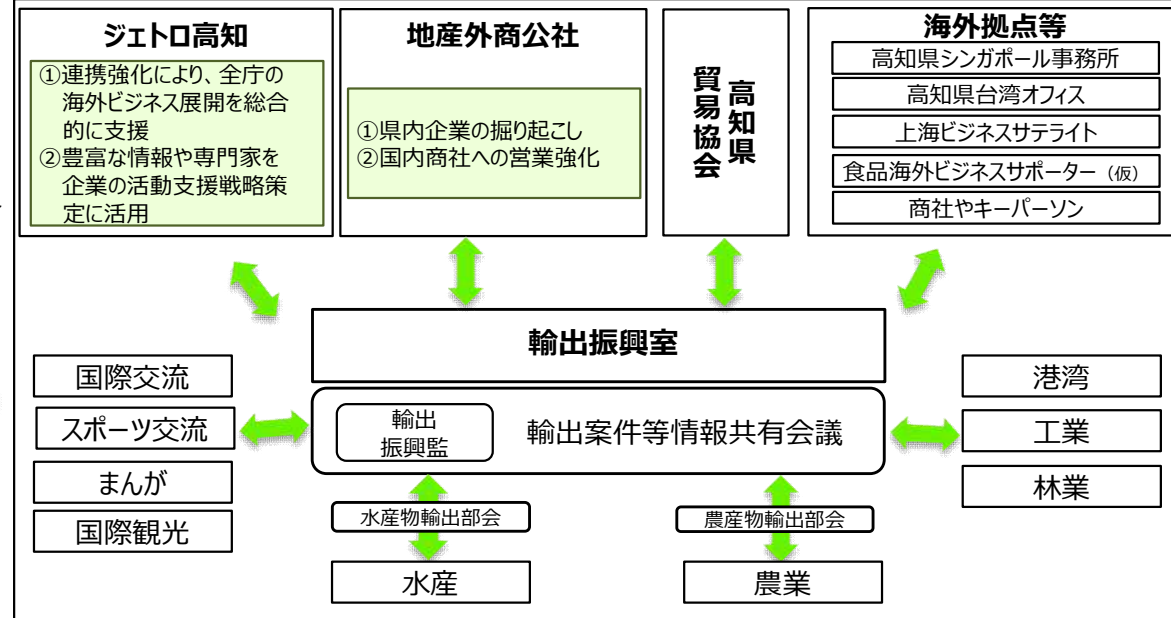 ジェトロ高知
①連携強化により、全庁の
海外ビジネス展開を総合
的に支援
②豊富な情報や専門家を
企業の活動支援戦略策
定に活用
地産外商公社
①県内企業の掘り起こし
②国内商社への営業強化
高知県
貿易協会
海外拠点等
高知県シンガポール事務所
高知県台湾オフィス
上海ビジネスサテライト
食品海外ビジネスサポーター（仮）
商社やキーパーソン
輸出振興室
国際交流
スポーツ交流
まんが
国際観光
輸出
振興監
輸出案件等情報共有会議
港湾
工業
林業
水産物輸出部会
農産物輸出部会
水産
農業